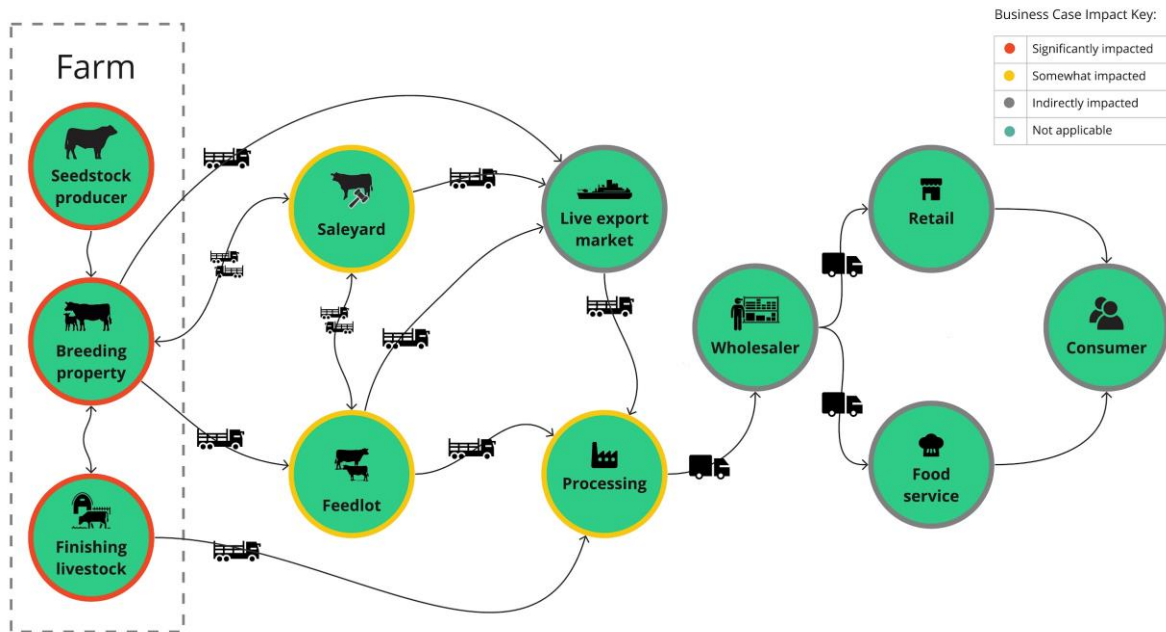 Business Case Impact Key:
Significantly impacted
Somewhat impacted
Indirectly impacted
Not applicable
Farm
Seedstock
producer
Breeding
property
Finishing
livestock
Saleyard
Feedlot
Live export
market
Processing
Wholesaler
Retail
Food
service
Consumer